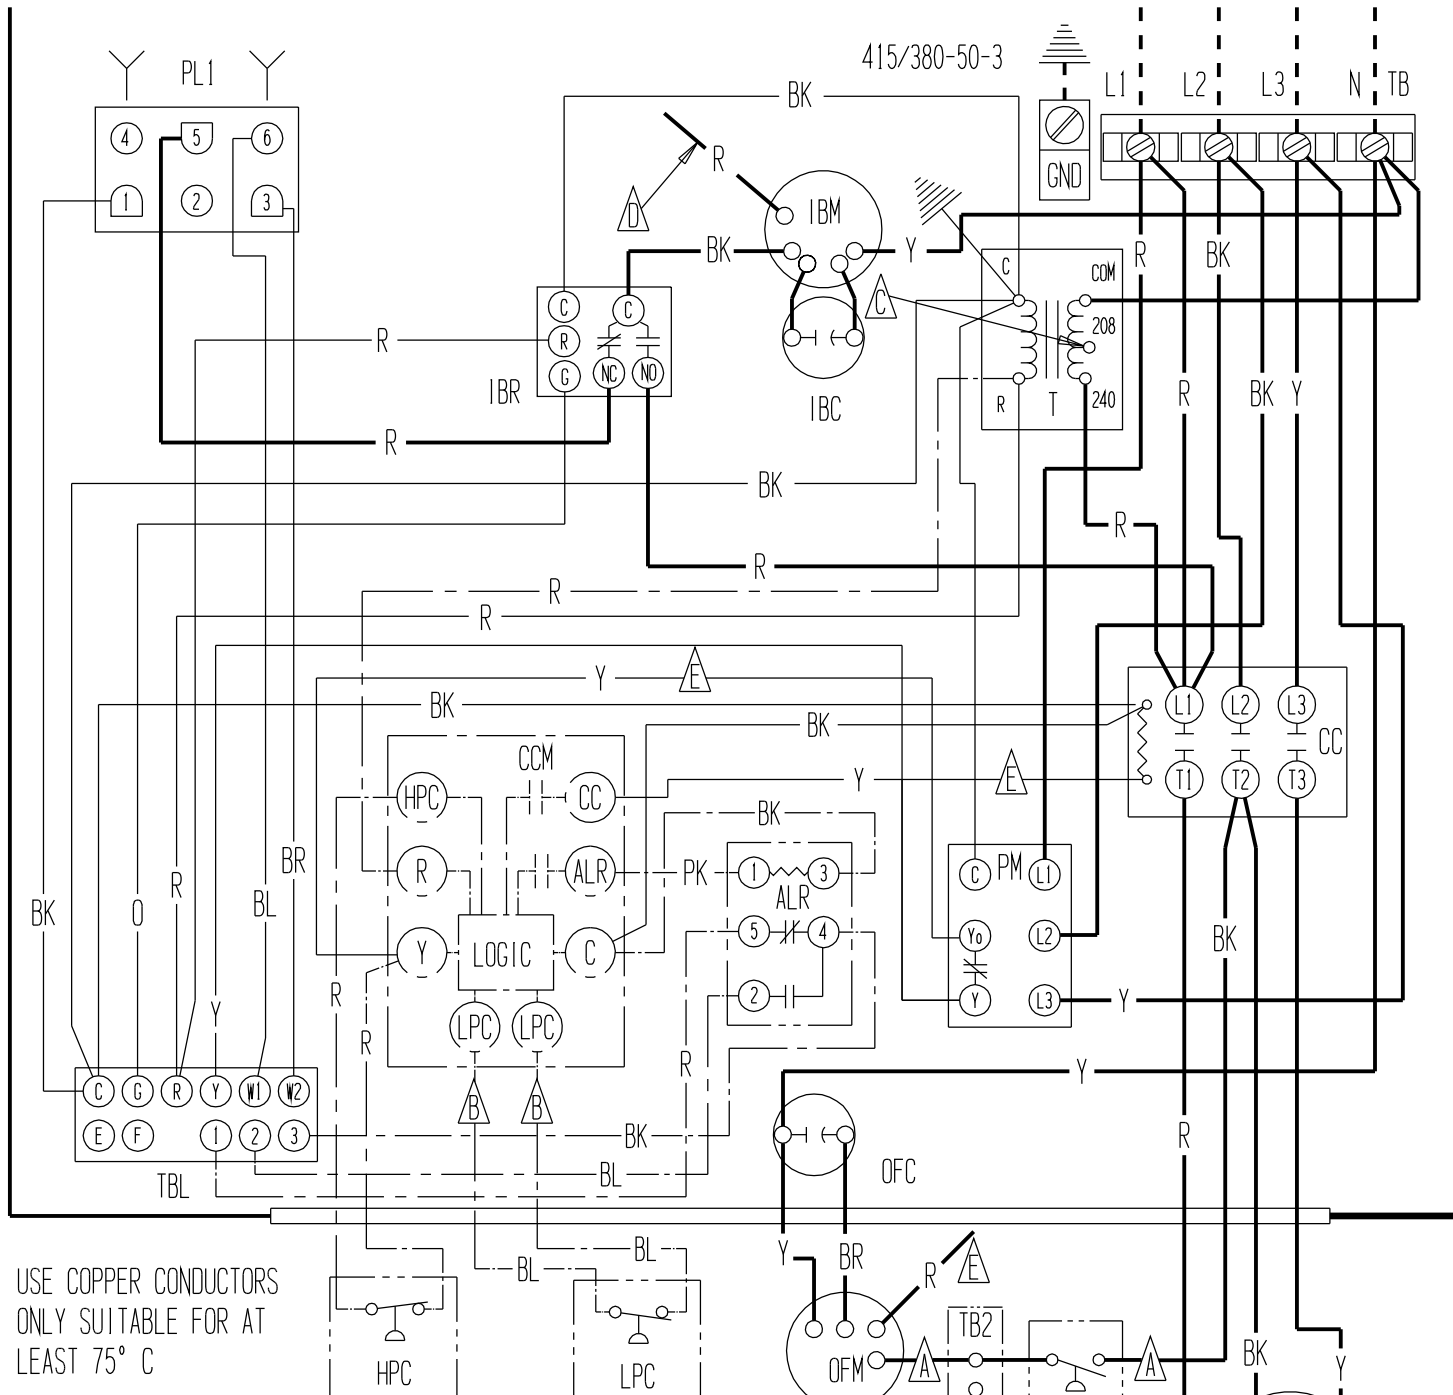 415/380-50-3
PL1
L1 L2 L3 N TB
BK
4 5 6
R
GND
1 2 3
IBM
D
BK Y R BK
C COM
C C C
208
R R
IBR NC NO
G
IBC
R T 240
R BK Y
R
BK
R
R
R
R
Y E
BK
BK
L1 L2 L3
CC
CCM
HPC CC Y E
T1 T2 T3
BK
R ALR PK 1 3
ALR
C PM L1
BR
R
BL
BK O
5 4
Yo L2
BK
Y LOGIC C
2
Y L3 Y
R
Y
LPC LPC
R
R
Y
C G R Y W1 W2
B B
E F 1 2 3
BK
R
TBL
BL
OFC
Y BR
BL
BL
R E
USE COPPER CONDUCTORS
ONLY SUITABLE FOR AT
LEAST 75° C
TB2
HPC LPC
OFM A A
BK Y